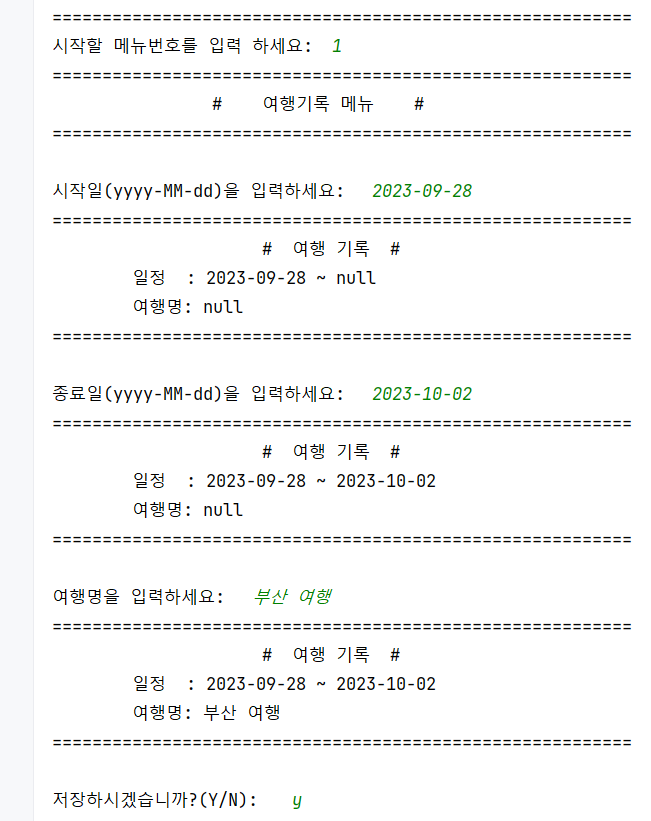 ==========================================================
시작할 메뉴번호를 입력 하세요:  1
==========================================================
                #    여행기록 메뉴    #
==========================================================
시작일(yyyy-MM-dd)을 입력하세요:   2023-09-28
==========================================================
                     #  여행 기록  #
        일정  : 2023-09-28 ~ null
        여행명: null
==========================================================
종료일(yyyy-MM-dd)을 입력하세요:   2023-10-02
==========================================================
                     #  여행 기록  #
        일정  : 2023-09-28 ~ 2023-10-02
        여행명: null
==========================================================
여행명을 입력하세요:   부산 여행
==========================================================
                     #  여행 기록  #
        일정  : 2023-09-28 ~ 2023-10-02
        여행명: 부산 여행
==========================================================
저장하시겠습니까?(Y/N):   y